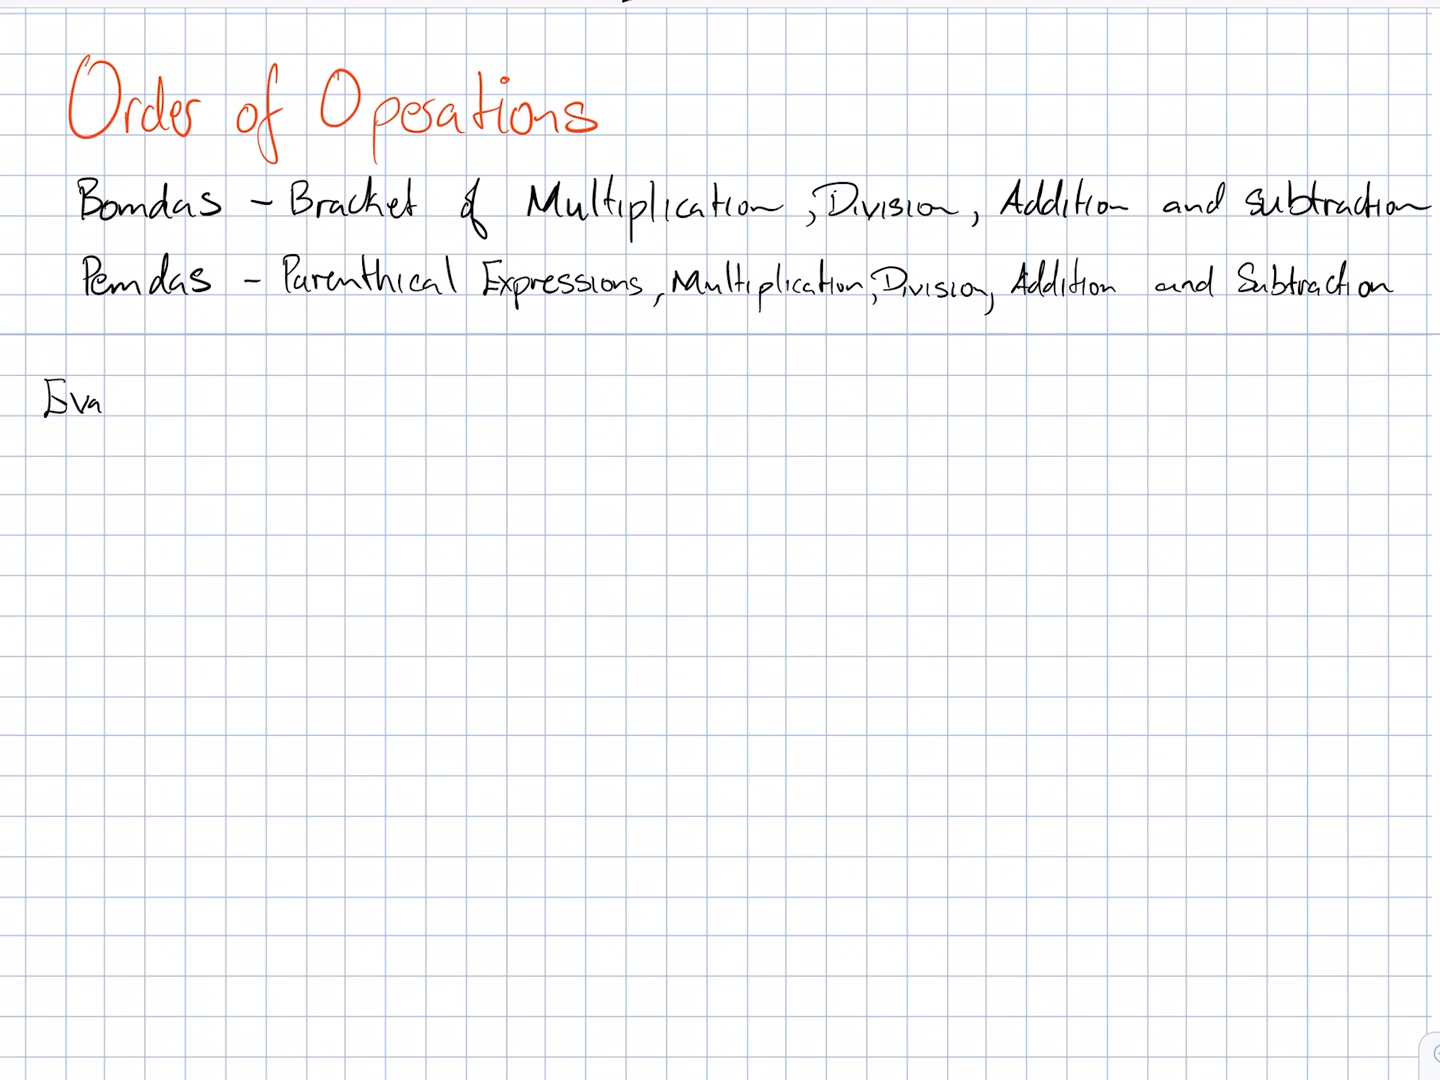 Order of Operations
Bomdas - Bracket of Multiplication, Division, Addition and subtraction
Pemdas - Parenthical Expressions, Multiplication, Division, Addition and Subtraction
Eva